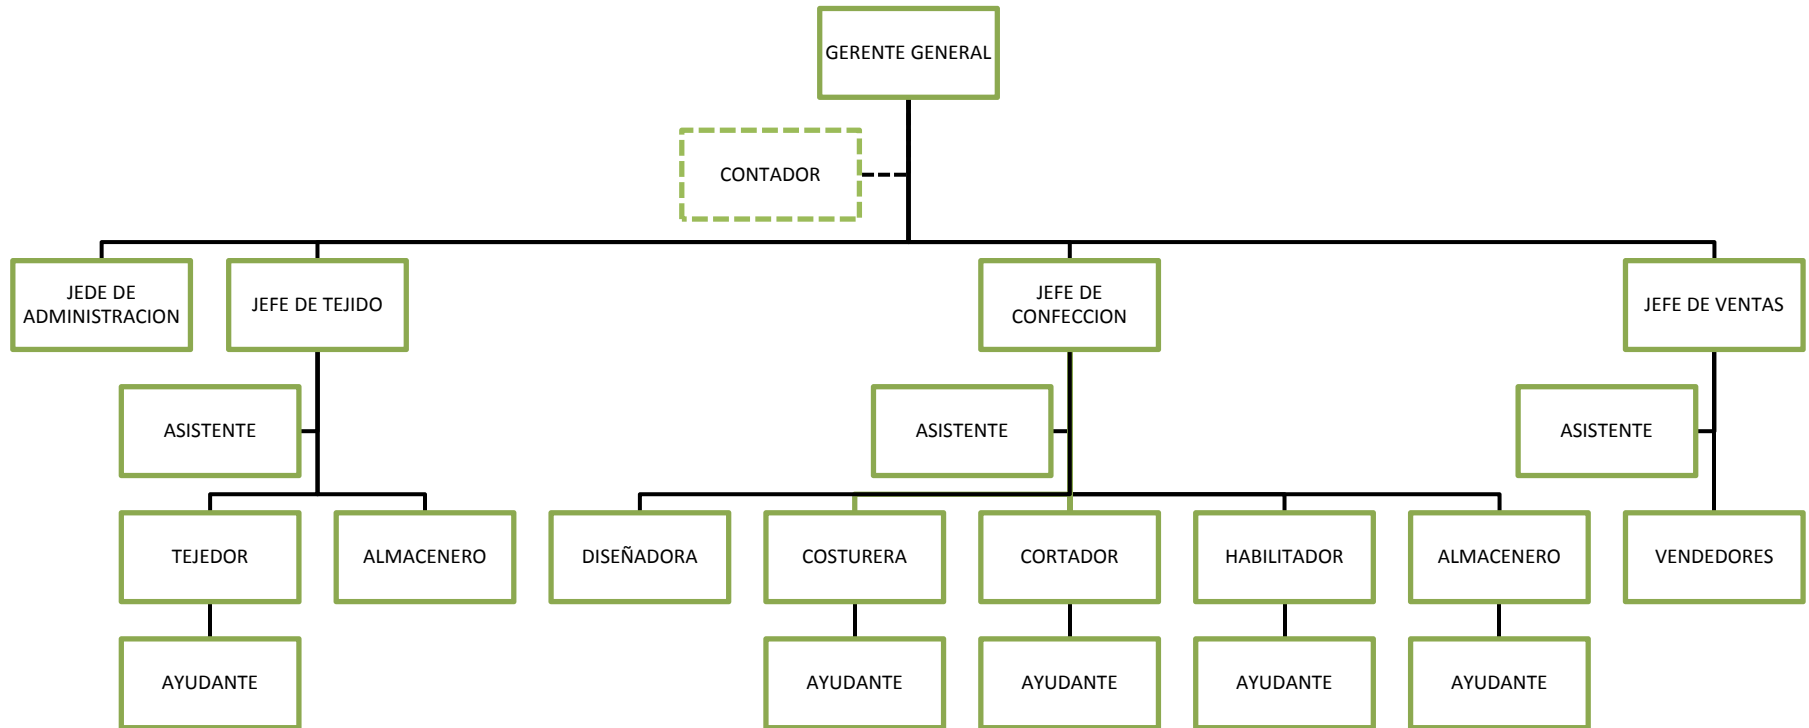 GERENTE GENERAL
CONTADOR
JEDE DE
ADMINISTRACION
JEFE DE TEJIDO
JEFE DE
CONFECCION
JEFE DE VENTAS
ASISTENTE
ASISTENTE
ASISTENTE
TEJEDOR
ALMACENERO
DISEÑADORA
COSTURERA
CORTADOR
HABILITADOR
ALMACENERO
VENDEDORES
AYUDANTE
AYUDANTE
AYUDANTE
AYUDANTE
AYUDANTE